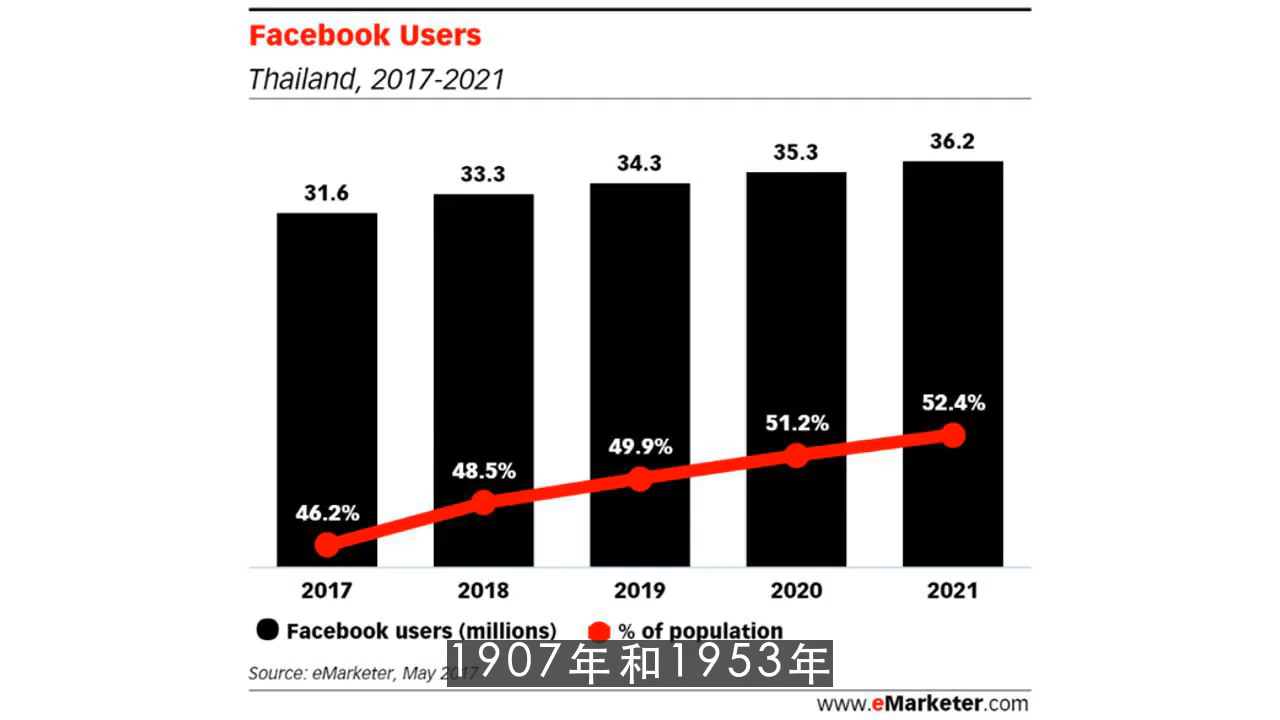 Facebook Users
Thailand, 2017-2021
31.6 33.3 34.3 35.3 36.2
46.2% 48.5% 49.9% 51.2% 52.4%
2017 2018 2019 2020 2021
Facebook users (millions) % of population
1907年和1953年
Source: eMarketer, May 2017
www.eMarketer.com